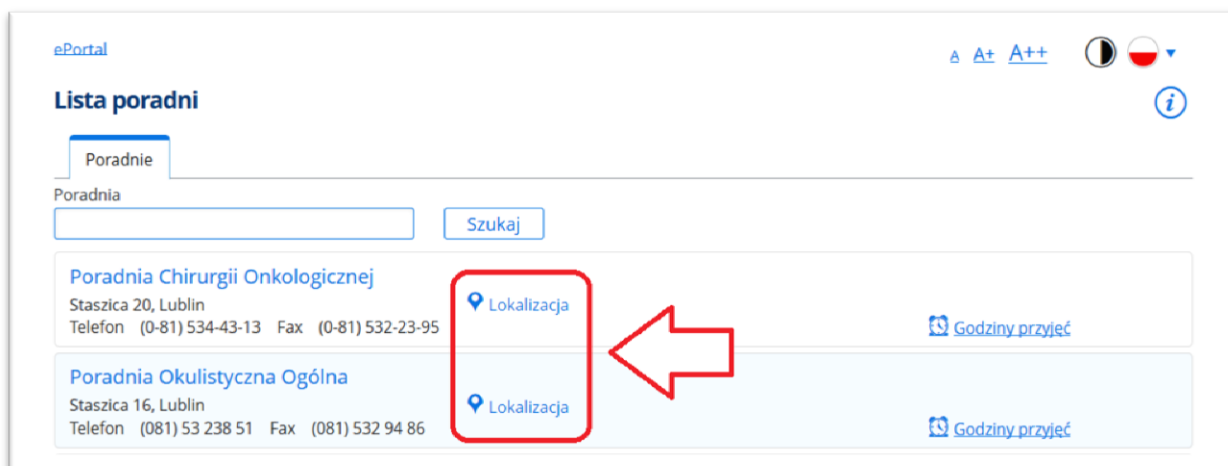 ePortal
A A+ A++
Lista poradni
i
Poradnie
Poradnia
Szukaj
Poradnia Chirurgii Onkologicznej
Staszica 20, Lublin
Lokalizacja
Telefon (0-81) 534-43-13 Fax (0-81) 532-23-95
Godziny przyjęć
Poradnia Okulistyczna Ogólna
Staszica 16, Lublin
Lokalizacja
Telefon (081) 53 238 51 Fax (081) 532 94 86
Godziny przyjęć